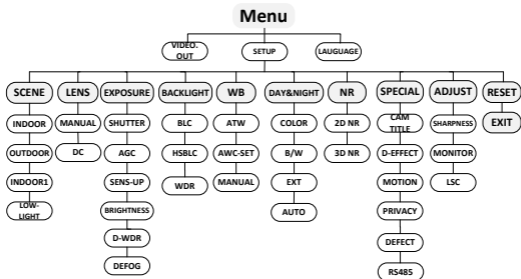 Menu
VIDEO.
OUT
SETUP
LAUGUAGE
SCENE
LENS
EXPOSURE
BACKLIGHT
WB
DAY&NIGHT
NR
SPECIAL
ADJUST
RESET
INDOOR
MANUAL
SHUTTER
BLC
ATW
COLOR
2D NR
CAM
TITLE
SHARPNESS
EXIT
OUTDOOR
DC
AGC
HSBLC
AWC-SET
B/W
3D NR
D-EFFECT
MONITOR
INDOOR1
SENS-UP
WDR
MANUAL
EXT
MOTION
LSC
LOW-
LIGHT
BRIGHTNESS
AUTO
PRIVACY
D-WDR
DEFECT
DEFOG
RS485